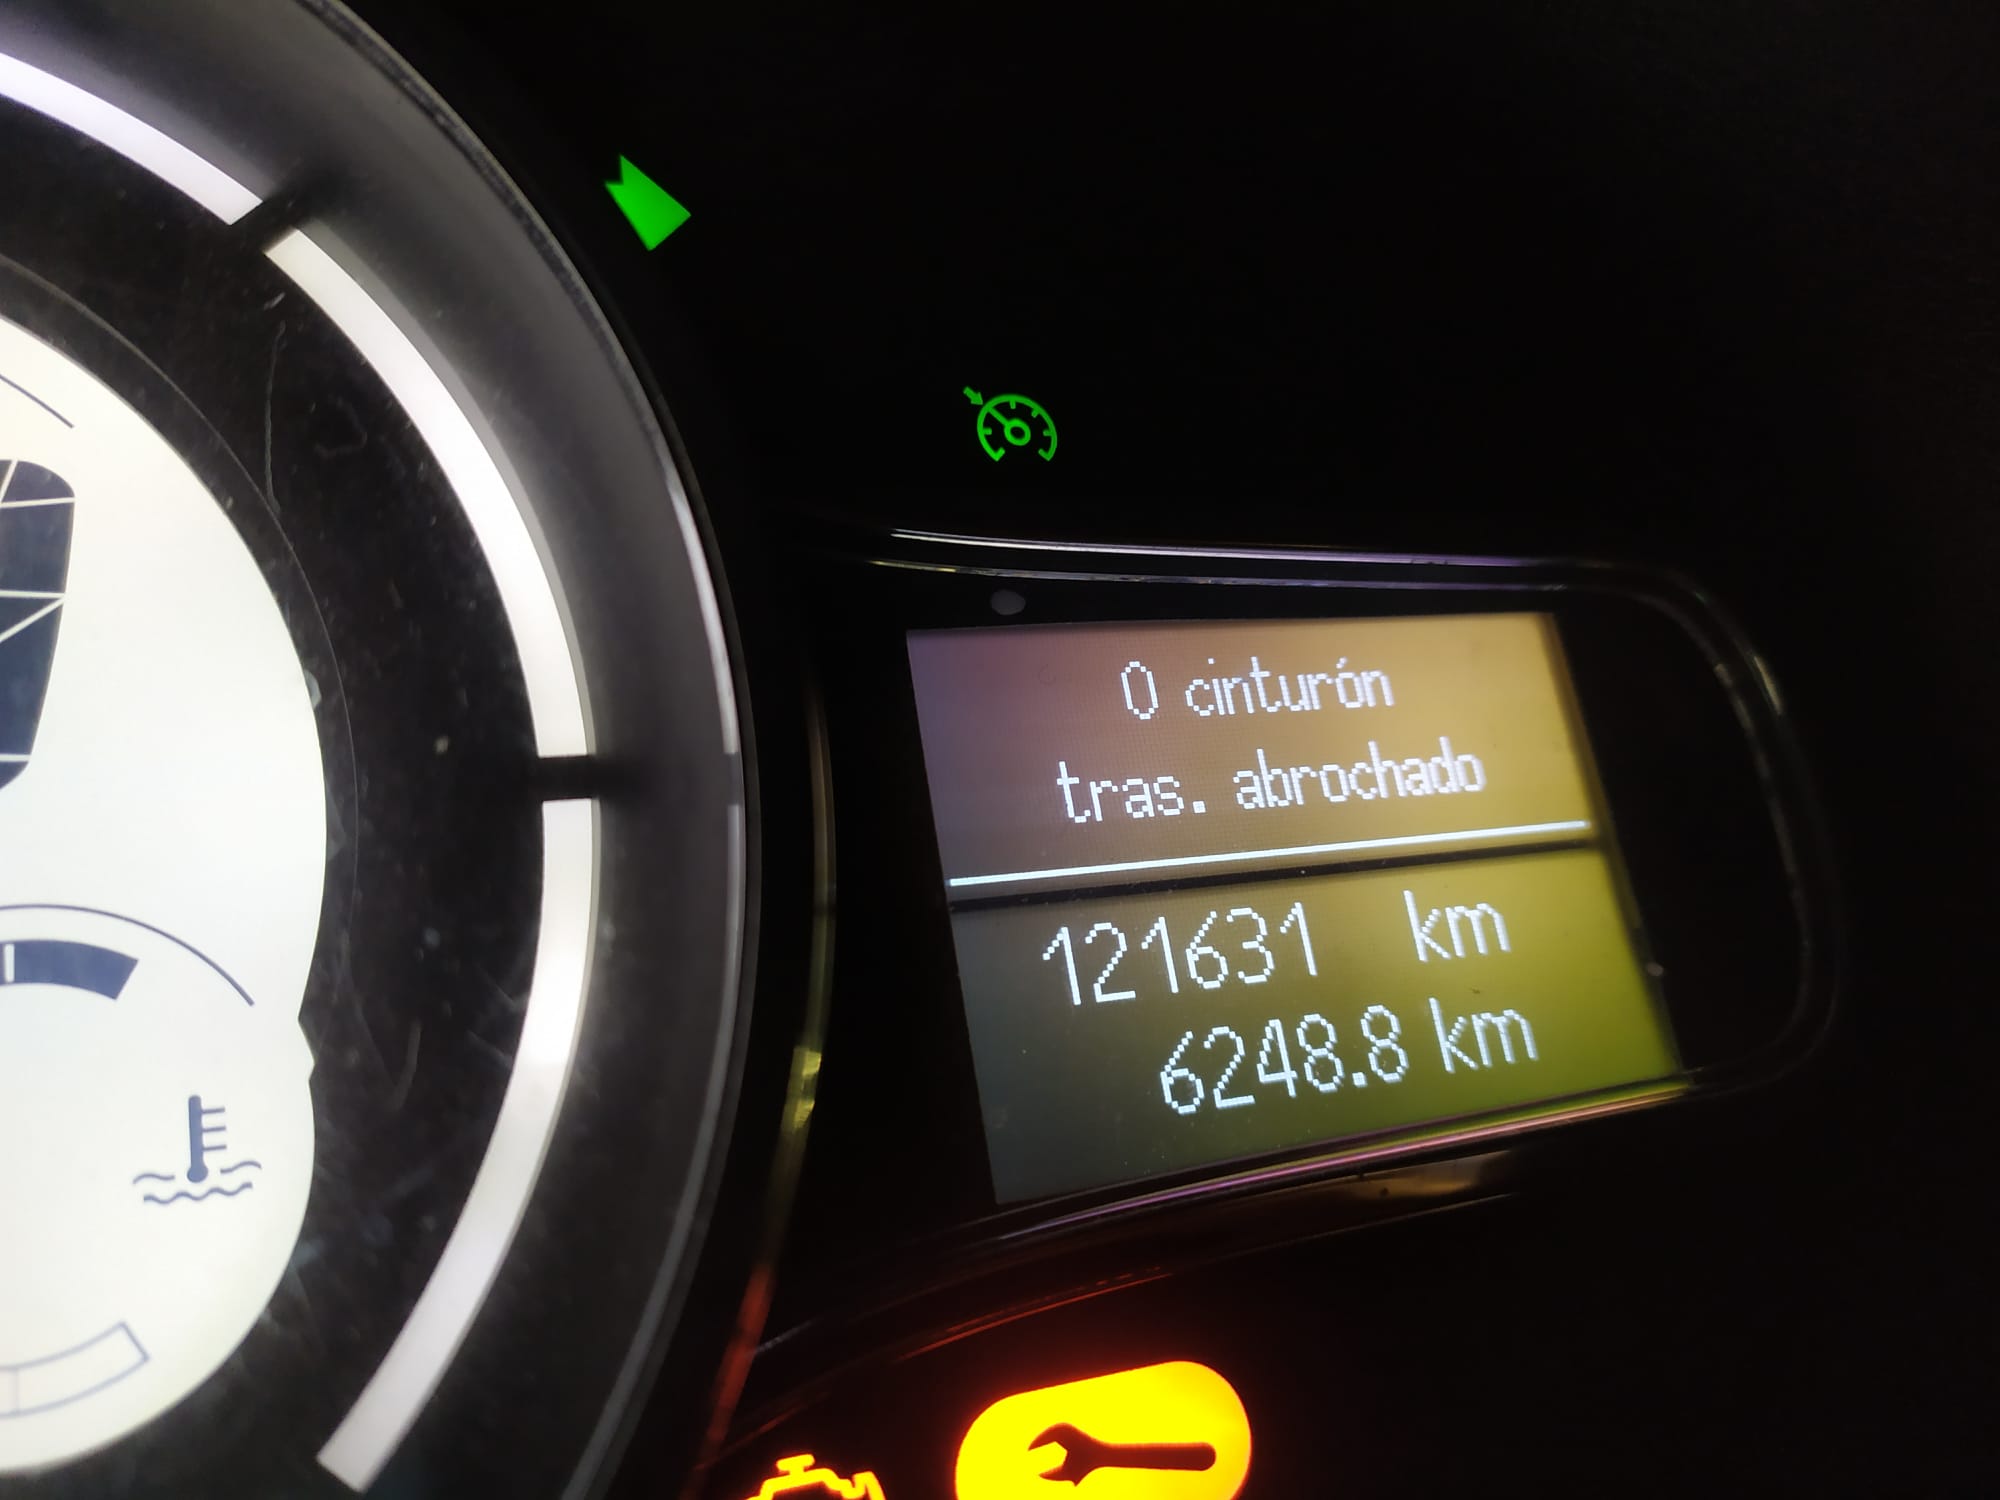 0 cinturón
tras. abrochado
121631 km
6248.8 km